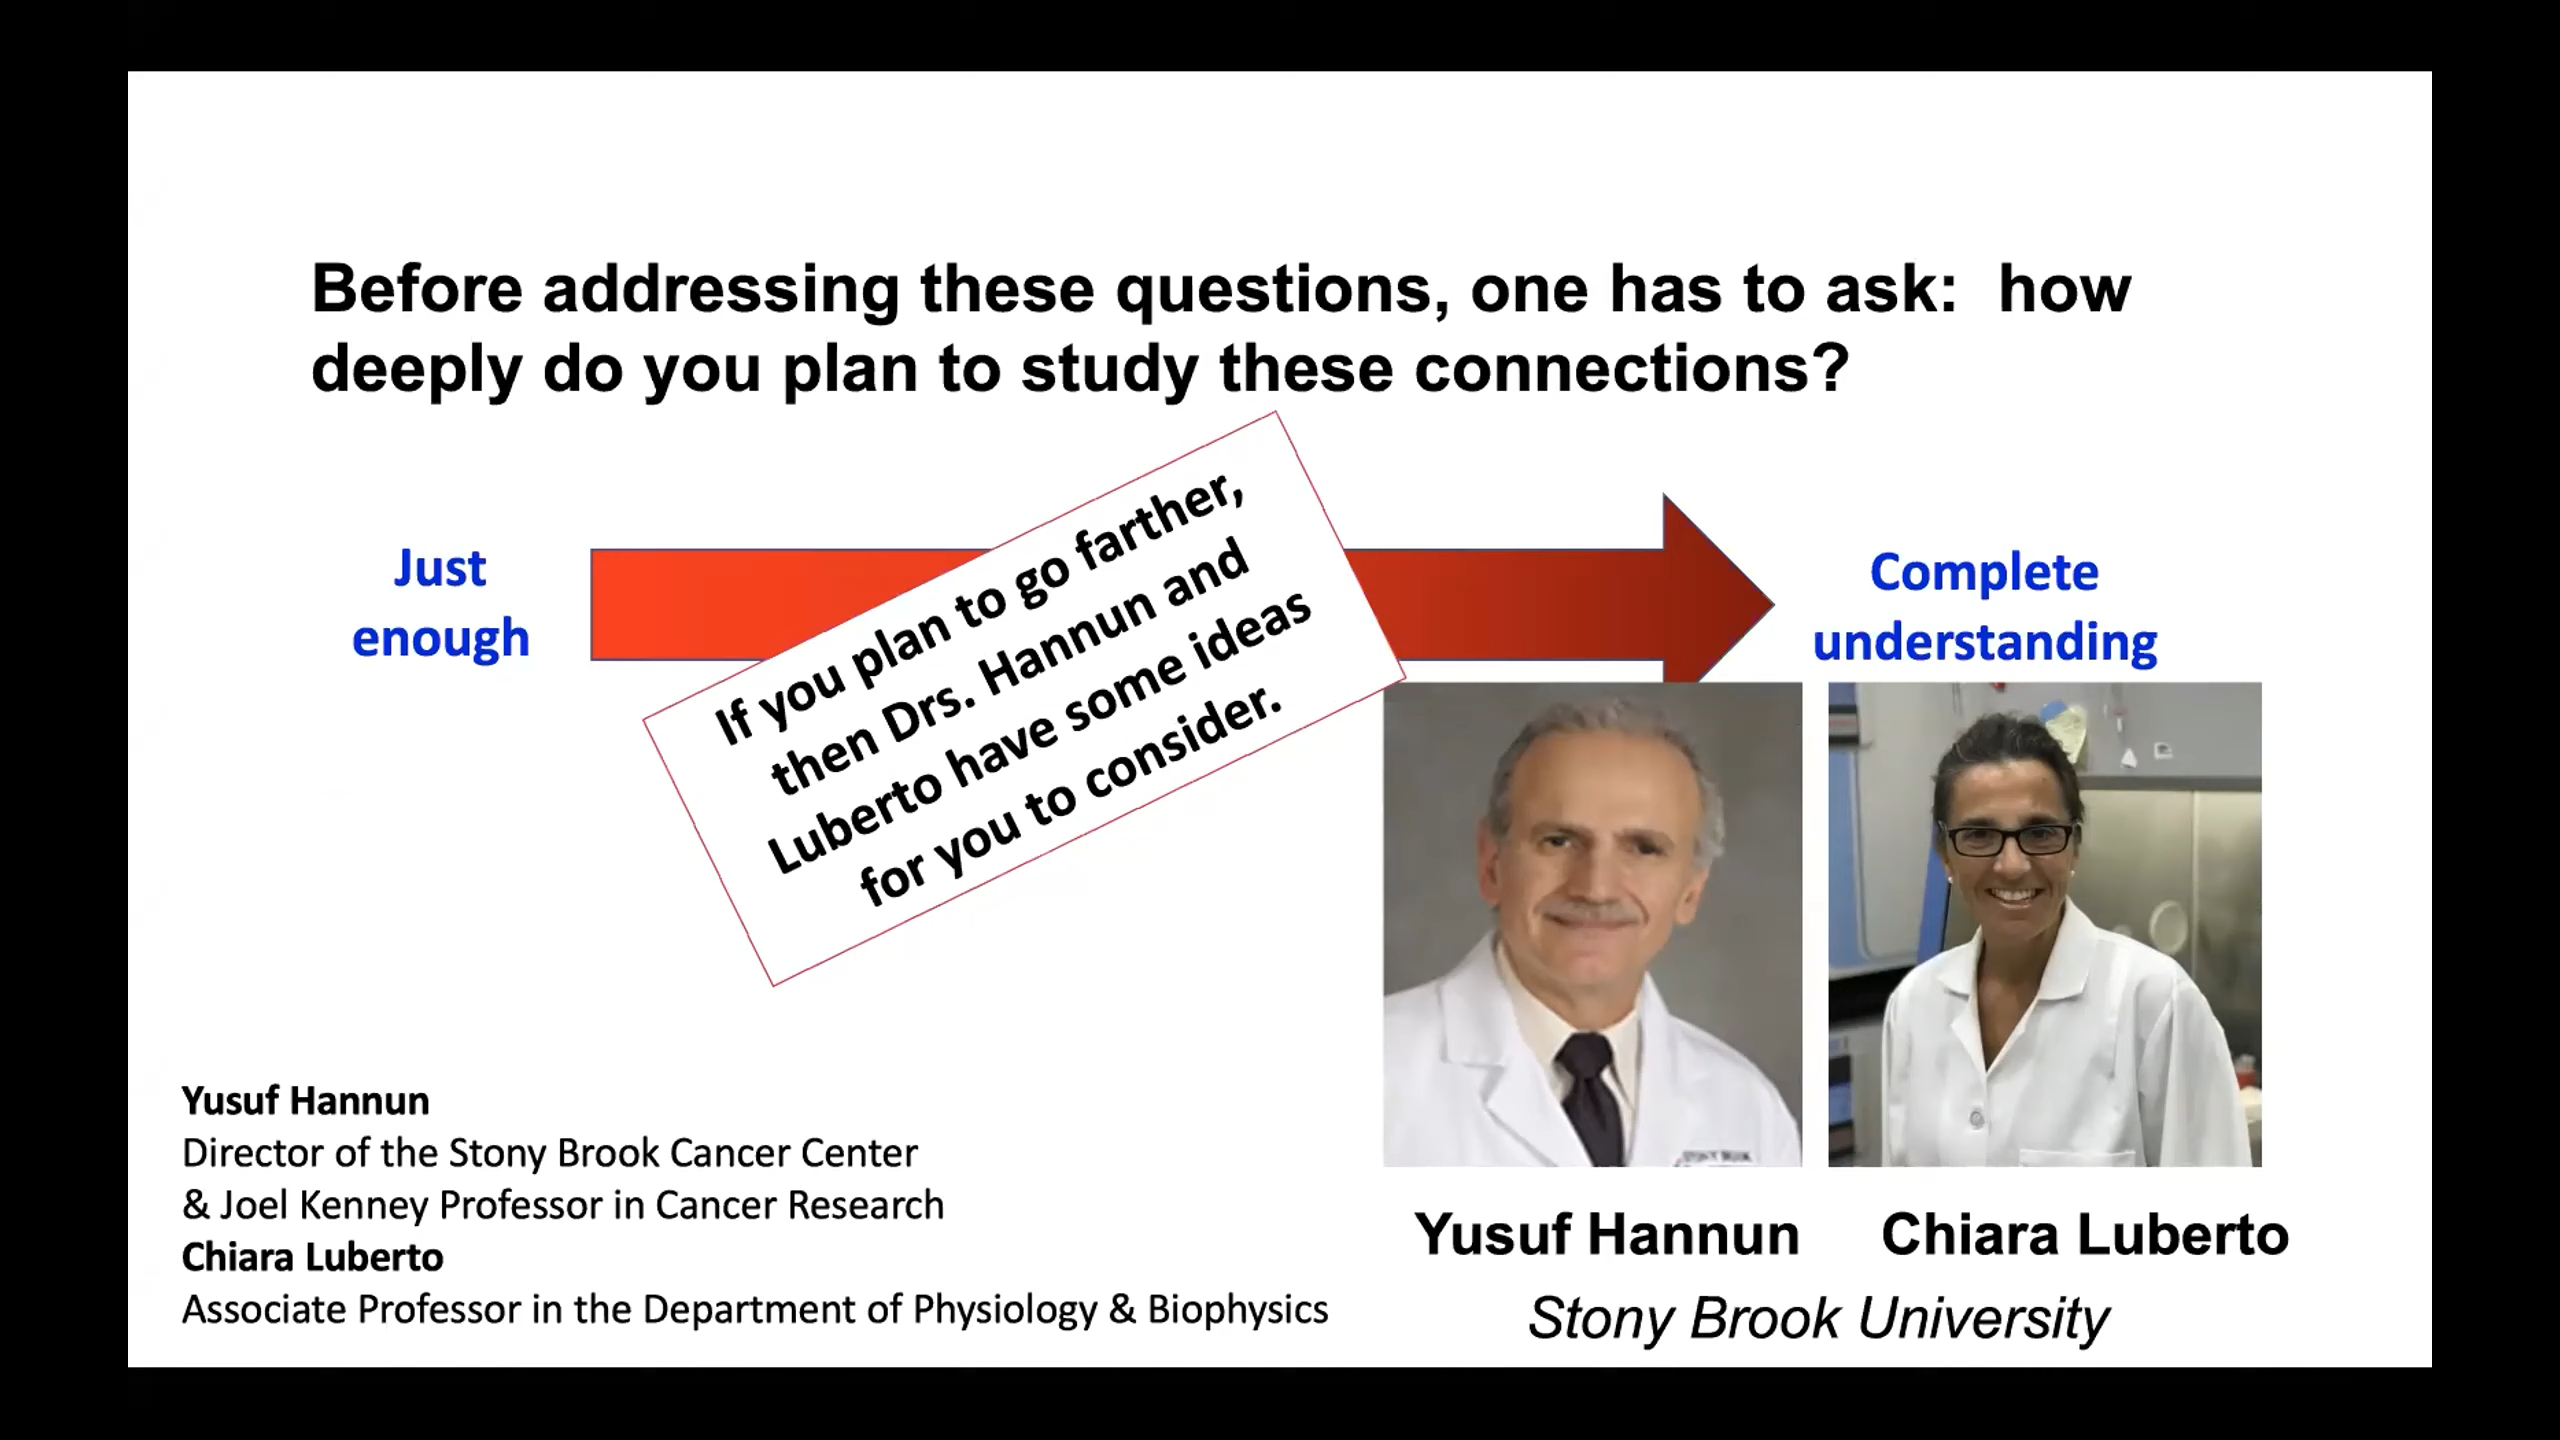 Before addressing these questions, one has to ask:  how
deeply do you plan to study these connections?
Just
enough
If you plan to go farther,
then Drs. Hannun and
Luberto have some ideas
for you to consider.
Complete
understanding
STONY BROOK
Yusuf Hannun
Director of the Stony Brook Cancer Center
& Joel Kenney Professor in Cancer Research
Chiara Luberto
Associate Professor in the Department of Physiology & Biophysics
Yusuf Hannun
Chiara Luberto
Stony Brook University